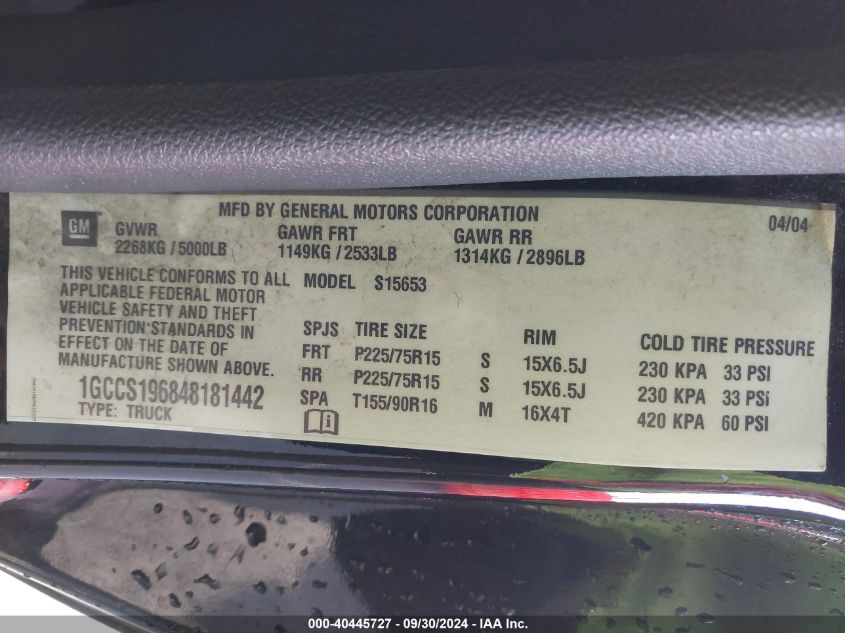 MFD BY GENERAL MOTORS CORPORATION 04/04
GM
GVWR GAWR FRT GAWR RR
2268KG / 5000LB 1149KG / 2533LB 1314KG / 2896LB
THIS VEHICLE CONFORMS TO ALL
APPLICABLE FEDERAL MOTOR
VEHICLE SAFETY AND THEFT
PREVENTION STANDARDS IN
EFFECT ON THE DATE OF
MANUFACTURE SHOWN ABOVE.
1GCCS196848181442
TYPE: TRUCK
MODEL S15653
SPJS TIRE SIZE RIM COLD TIRE PRESSURE
FRT P225/75R15 S 15X6.5J 230 KPA 33 PSI
RR P225/75R15 S 15X6.5J 230 KPA 33 PSi
SPA T155/90R16 M 16X4T 420 KPA 60 PSI
000-40445727 - 09/30/2024 - IAA Inc.